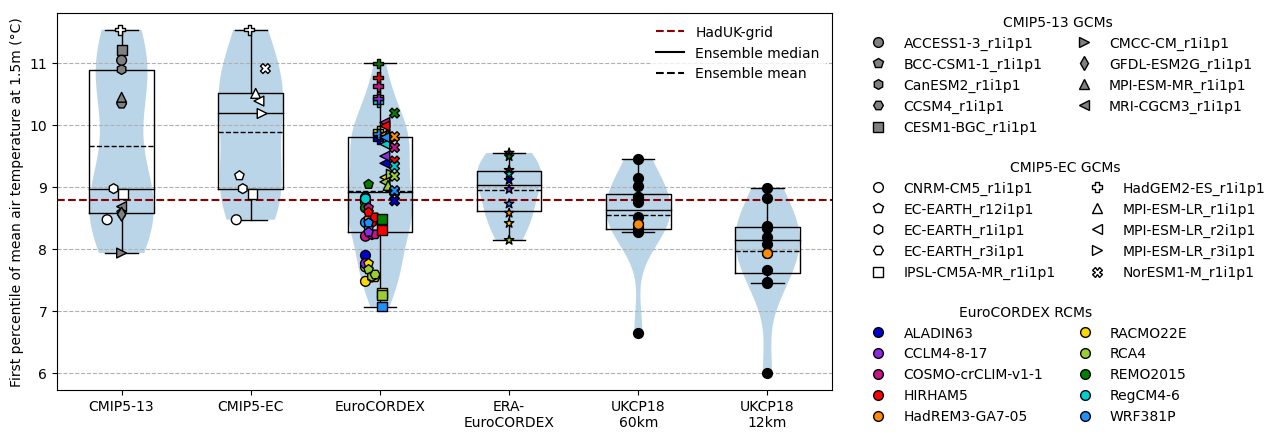 First percentile of mean air temperature at 1.5m (°C)
11
10
9
8
7
6
HadUK-grid
Ensemble median
Ensemble mean
CMIP5-13
CMIP5-EC
EuroCORDEX
ERA-
EuroCORDEX
UKCP18
60km
UKCP18
12km
CMIP5-13 GCMs
ACCESS1-3_r1i1p1
BCC-CSM1-1_r1i1p1
CanESM2_r1i1p1
CCSM4_r1i1p1
CESM1-BGC_r1i1p1
CMCC-CM_r1i1p1
GFDL-ESM2G_r1i1p1
MPI-ESM-MR_r1i1p1
MRI-CGCM3_r1i1p1
CMIP5-EC GCMs
CNRM-CM5_r1i1p1
EC-EARTH_r12i1p1
EC-EARTH_r1i1p1
EC-EARTH_r3i1p1
IPSL-CM5A-MR_r1i1p1
HadGEM2-ES_r1i1p1
MPI-ESM-LR_r1i1p1
MPI-ESM-LR_r2i1p1
MPI-ESM-LR_r3i1p1
NorESM1-M_r1i1p1
EuroCORDEX RCMs
ALADIN63
CCLM4-8-17
COSMO-crCLIM-v1-1
HIRHAM5
HadREM3-GA7-05
RACMO22E
RCA4
REMO2015
RegCM4-6
WRF381P